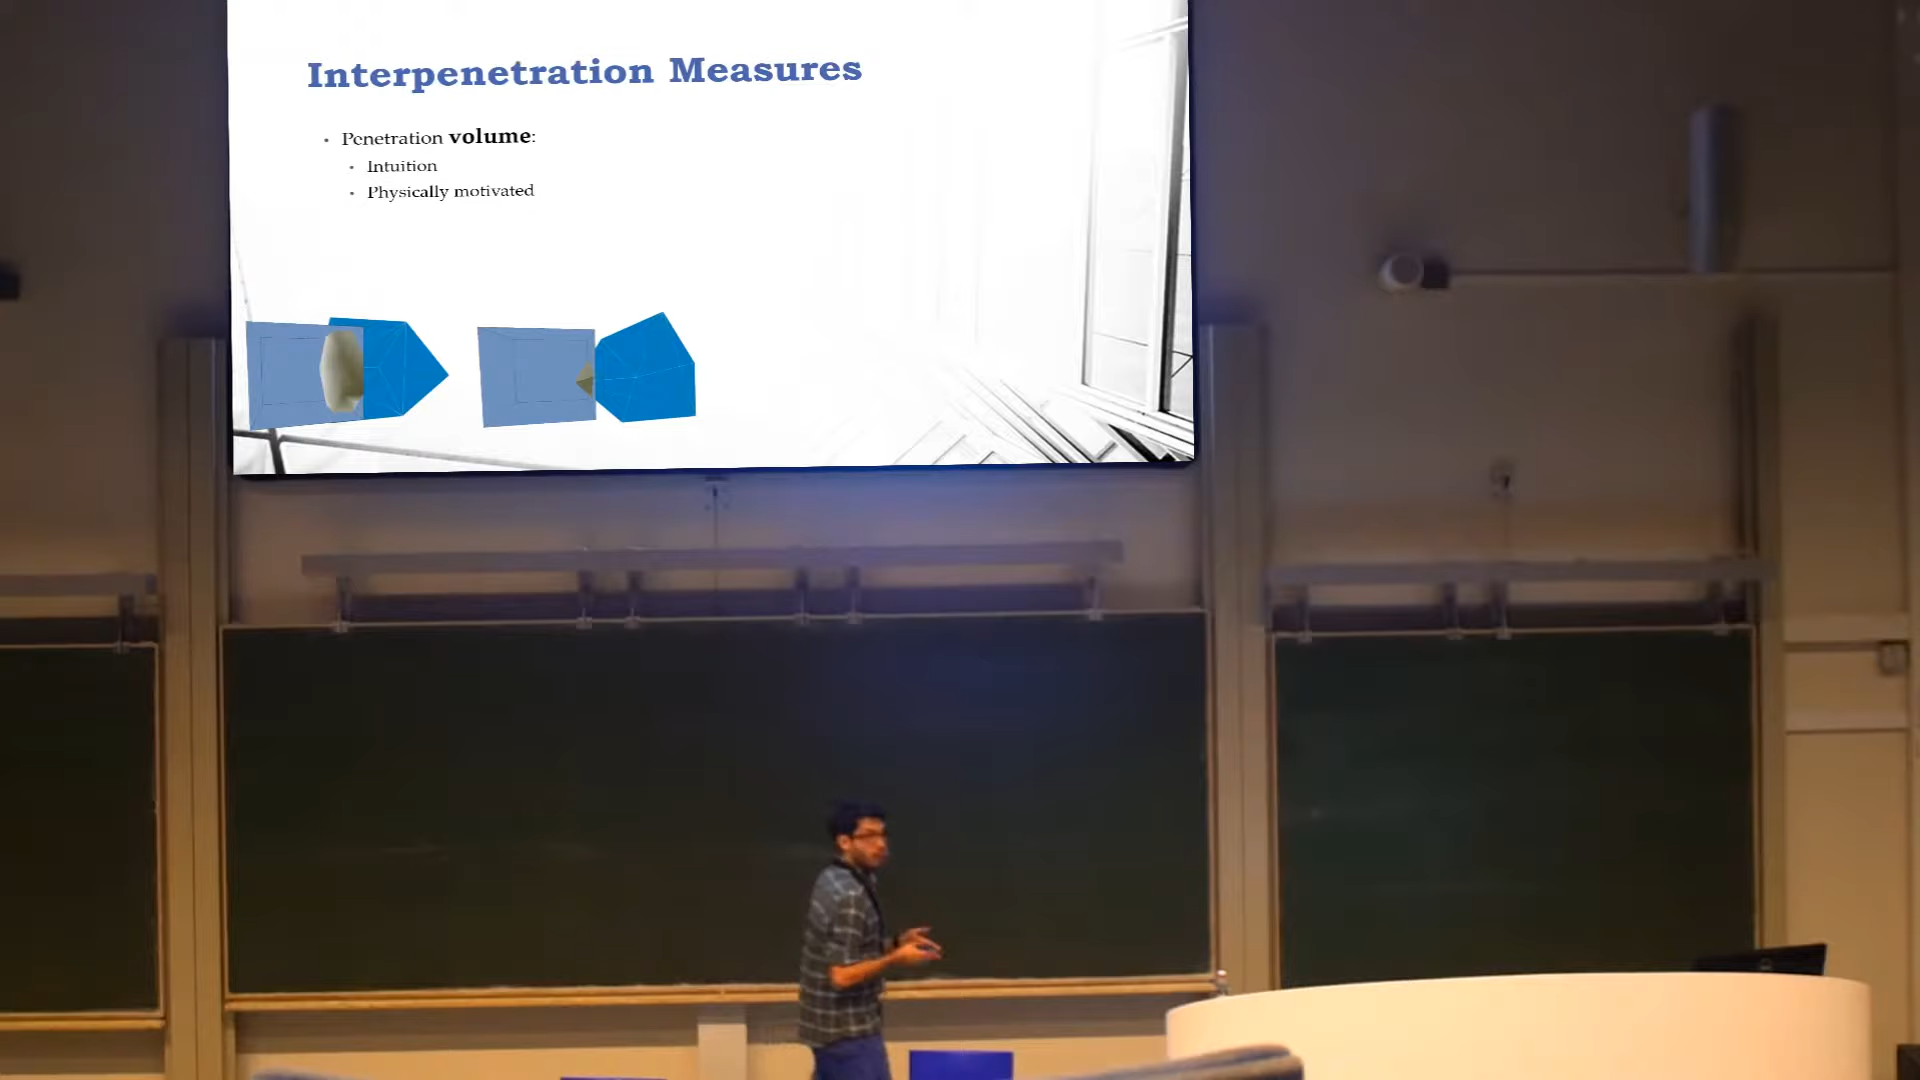 Interpenetration Measures
• Penetration volume:
• Intuition
• Physically motivated